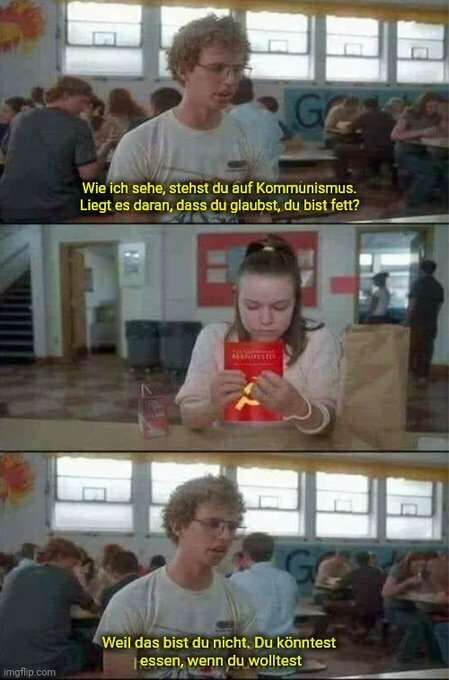 Wie ich sehe, stehst du auf Kommunismus.
Liegt es daran, dass du glaubst, du bist fett?
MANIFESTO
Weil das bist du nicht. Du könntest
essen, wenn du wolltest
imgflip.com